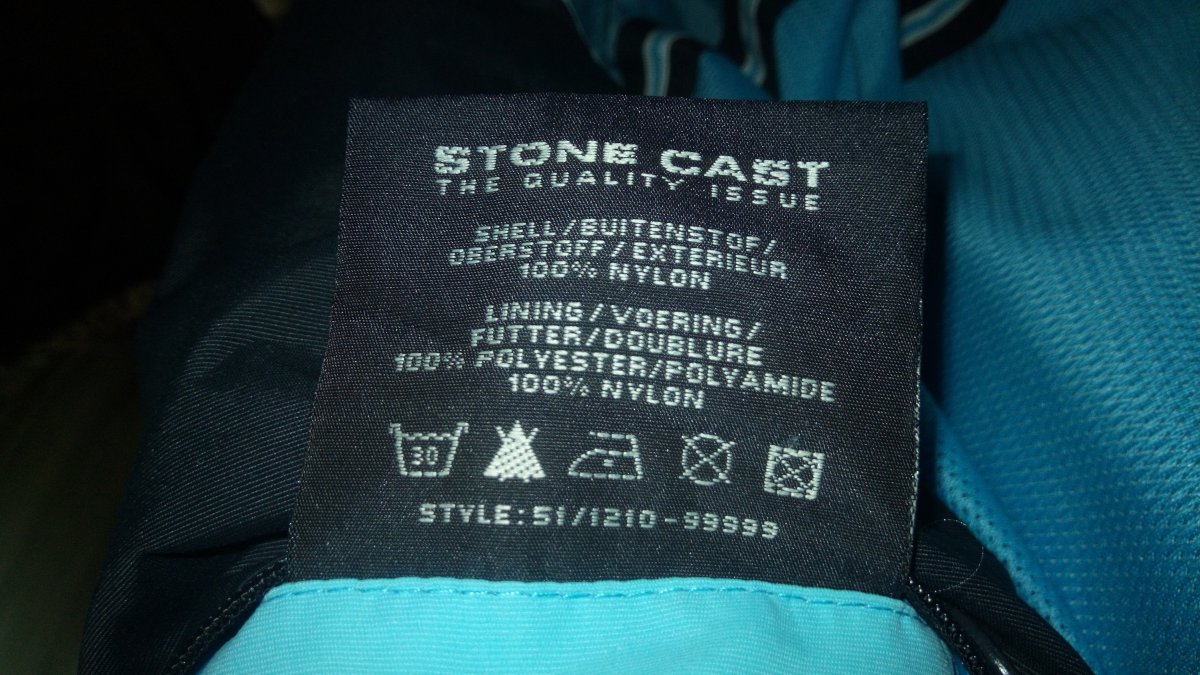 STONE CAST
THE QUALITY ISSUE
SHELL/BUITENSTOF/
OBERSTOFF/EXTERIEUR
100% NYLON
LINING/VOERING/
FUTTER/DOUBLURE
100% POLYESTER/POLYAMIDE
100% NYLON
30
STYLE:51/1210-99999